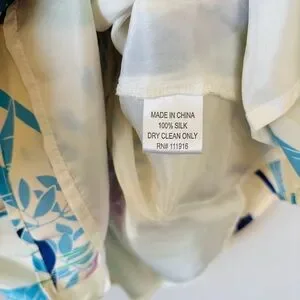 MADE IN CHINA
100% SILK
DRY CLEAN ONLY
RN# 111916